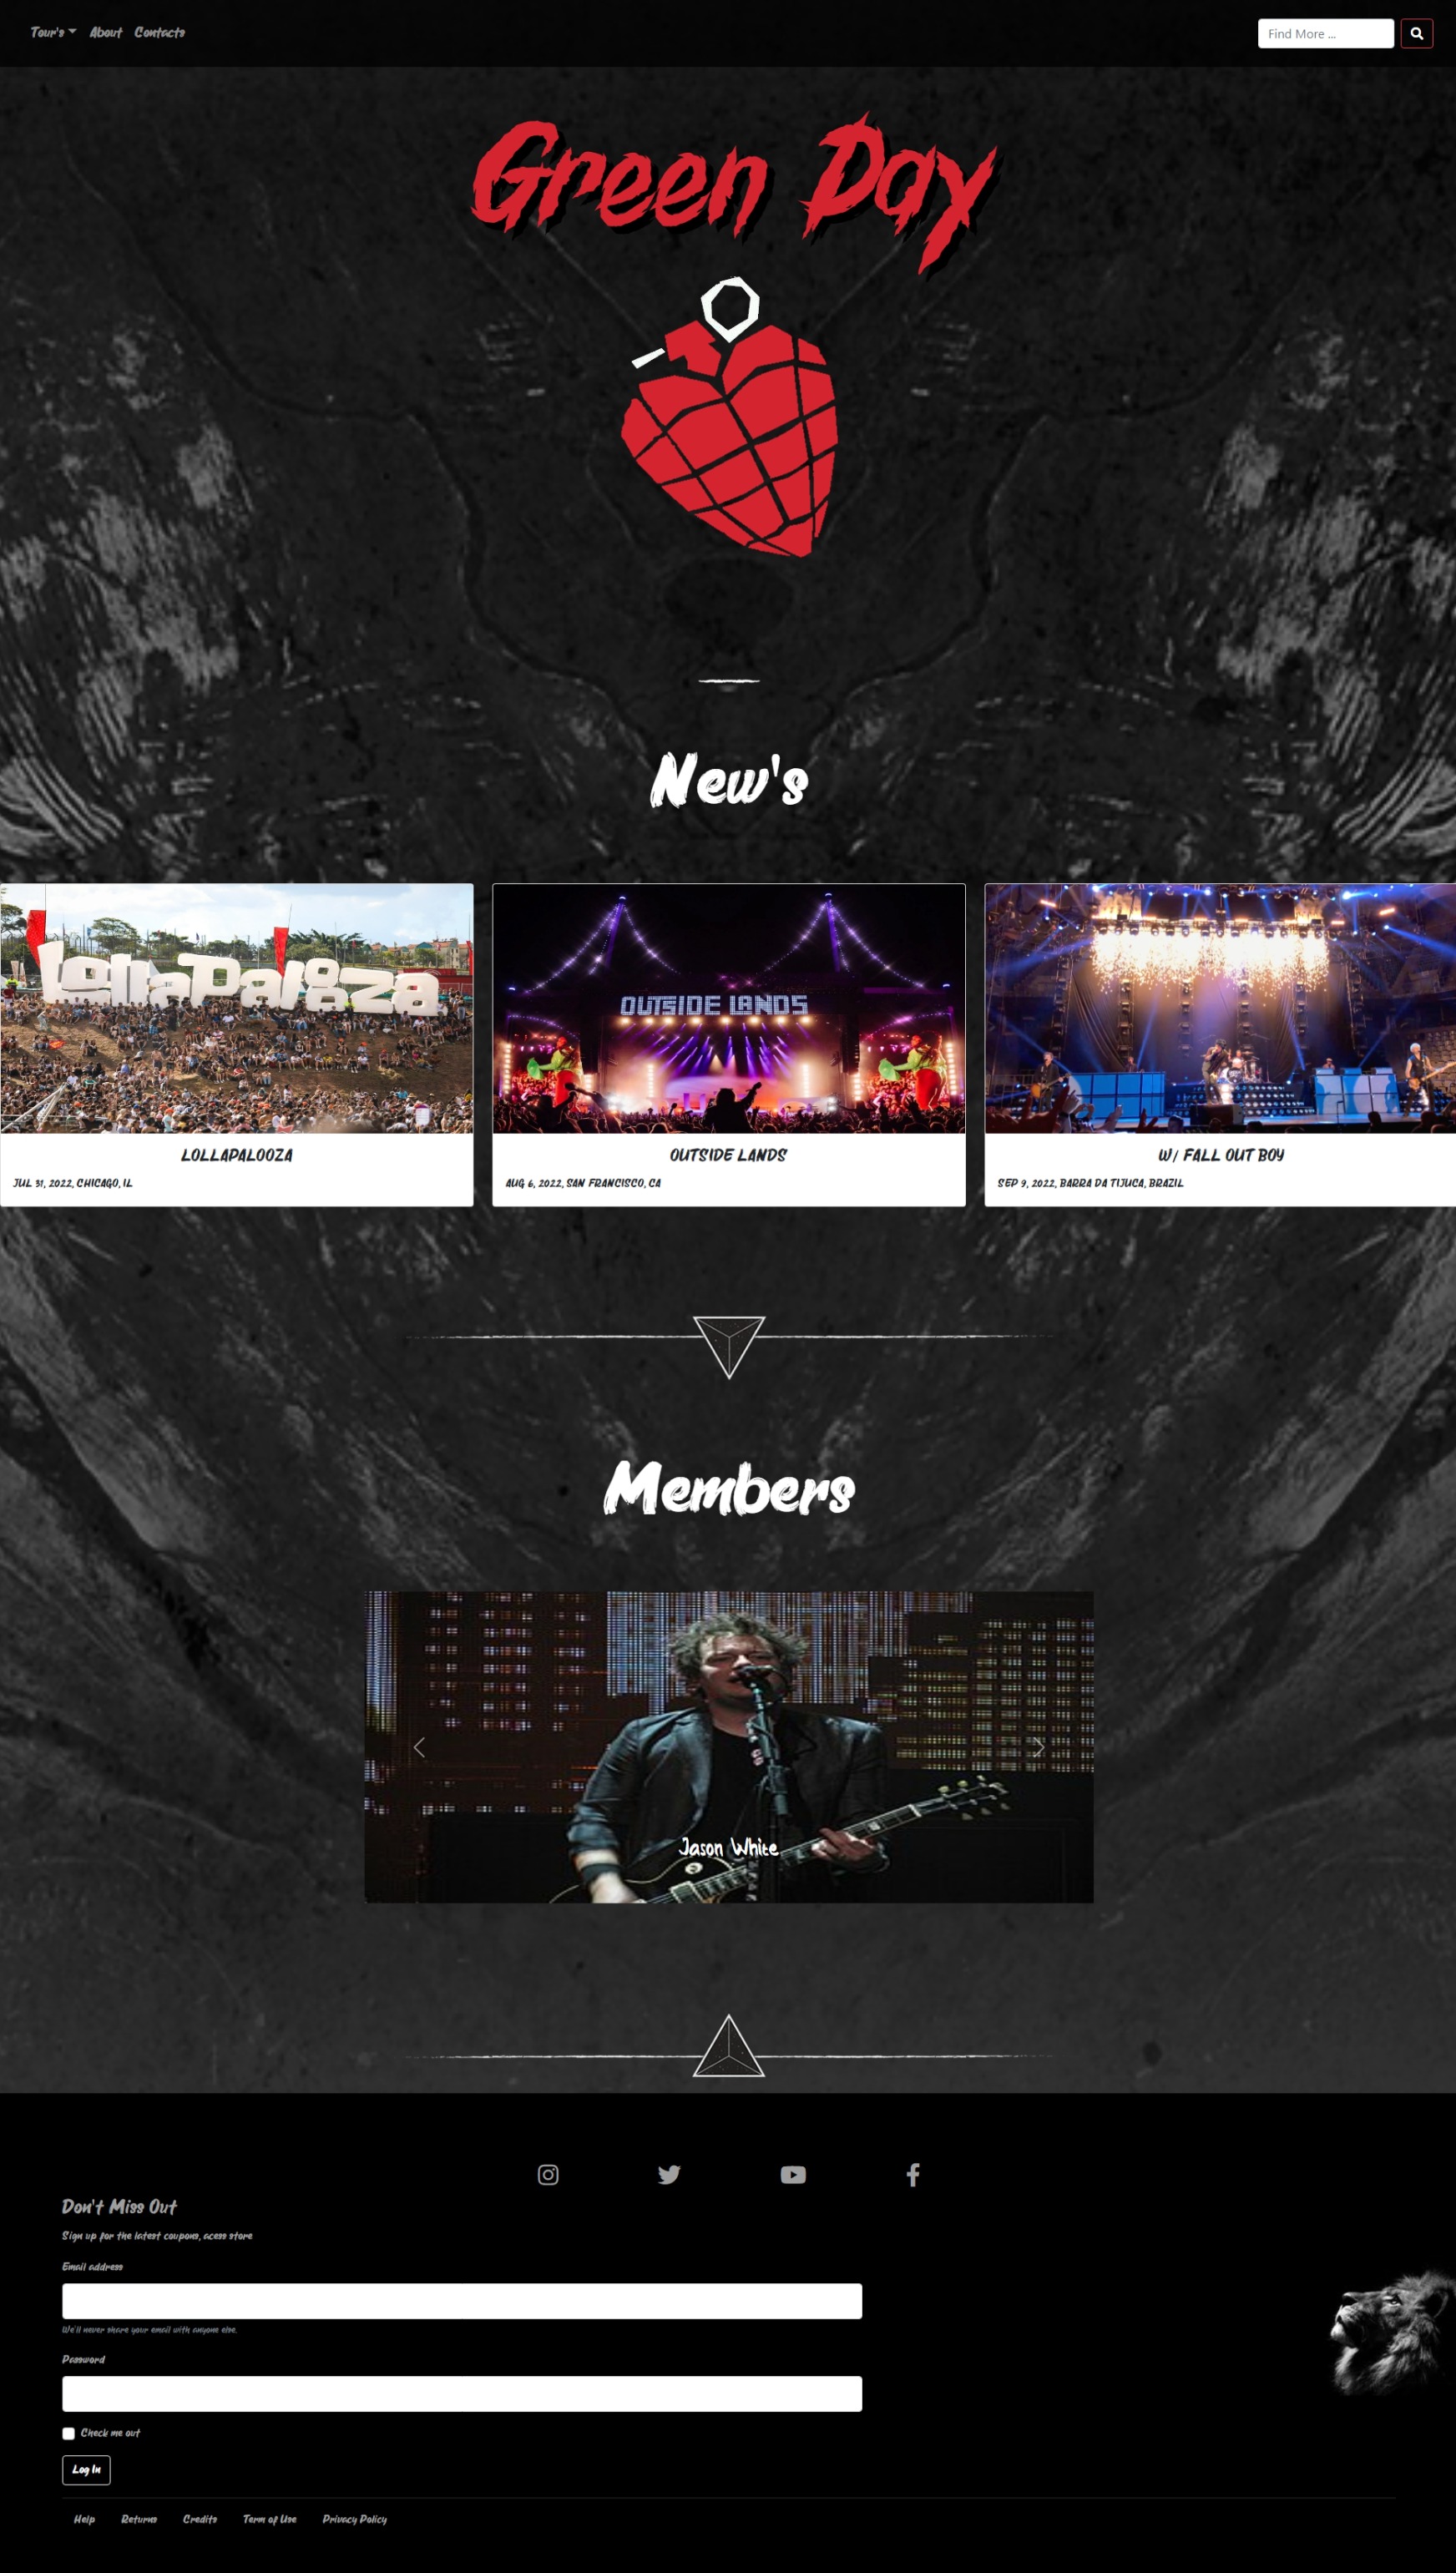 Tour's About Contacts Find More ...
Green Day
New's
Lollapalooza
OUTSIDE LANDS
LOLLAPALOOZA
JUL 31, 2022, CHICAGO, IL
OUTSIDE LANDS
AUG 6, 2022, SAN FRANCISCO, CA
W/ FALL OUT BOY
SEP 9, 2022, BARRA DA TIJUCA, BRAZIL
Members
Jason White
Don't Miss Out
Sign up for the latest coupons, acess store
Email address
We'll never share your email with anyone else.
Password
Check me out
Log In
Help Returns Credits Term of Use Privacy Policy